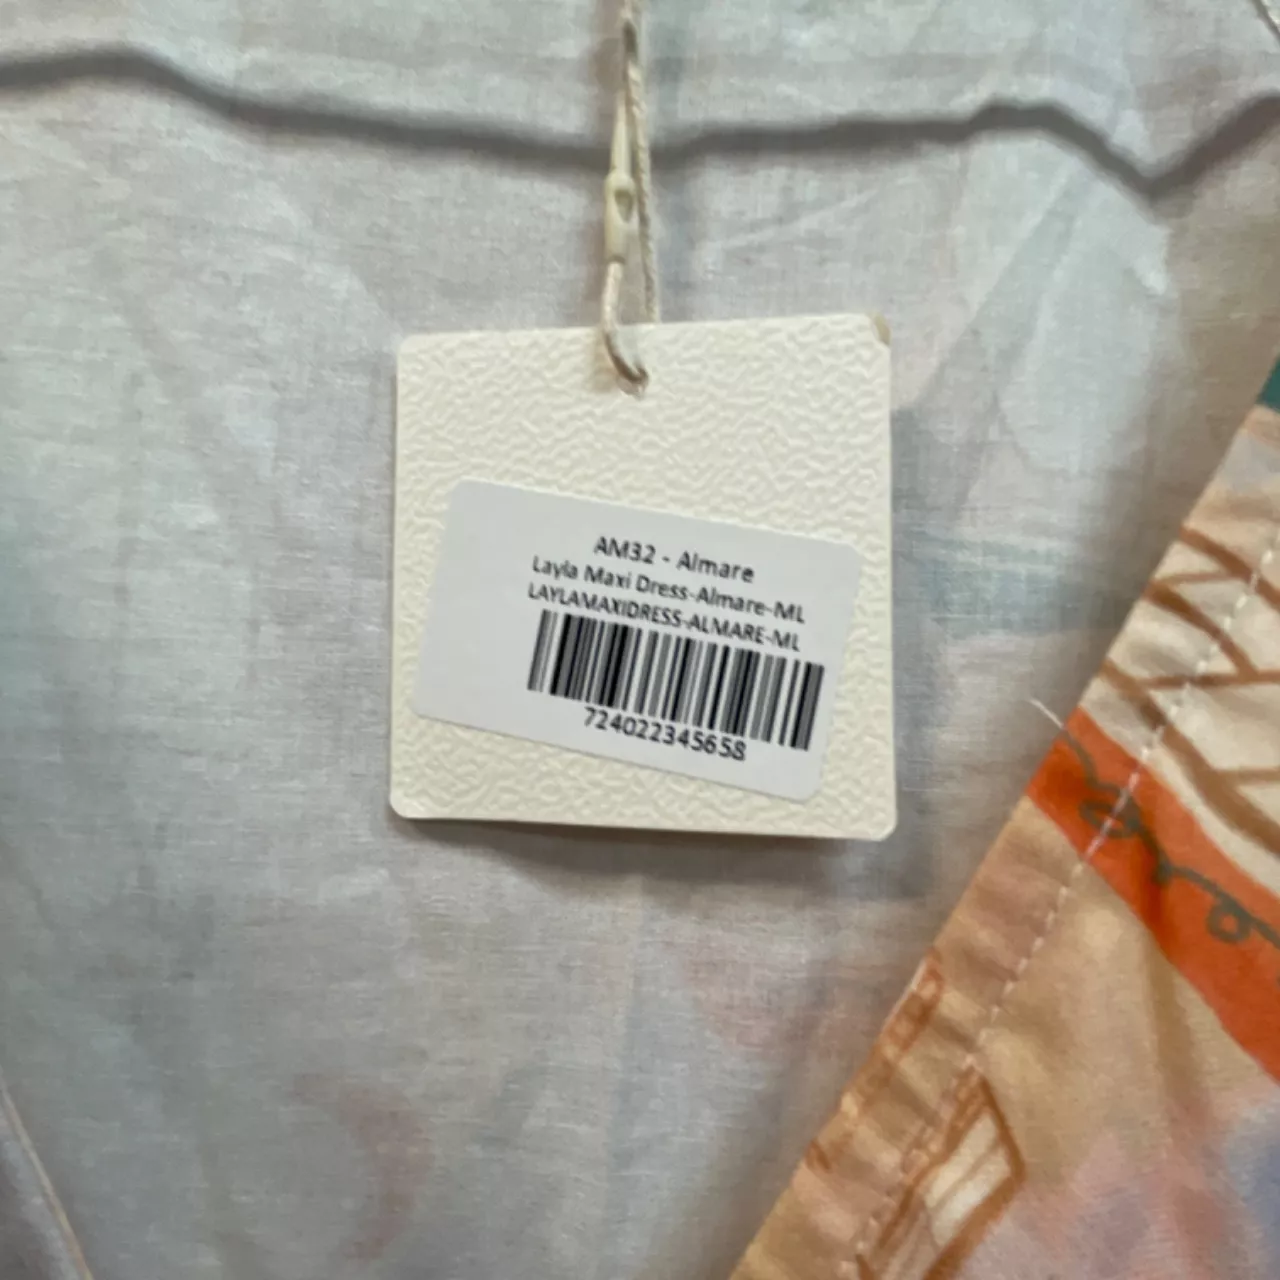 AM32 - Almare
Layla Maxi Dress-Almare-ML
LAYLAMAXIDRESS-ALMARE-ML
724022345658